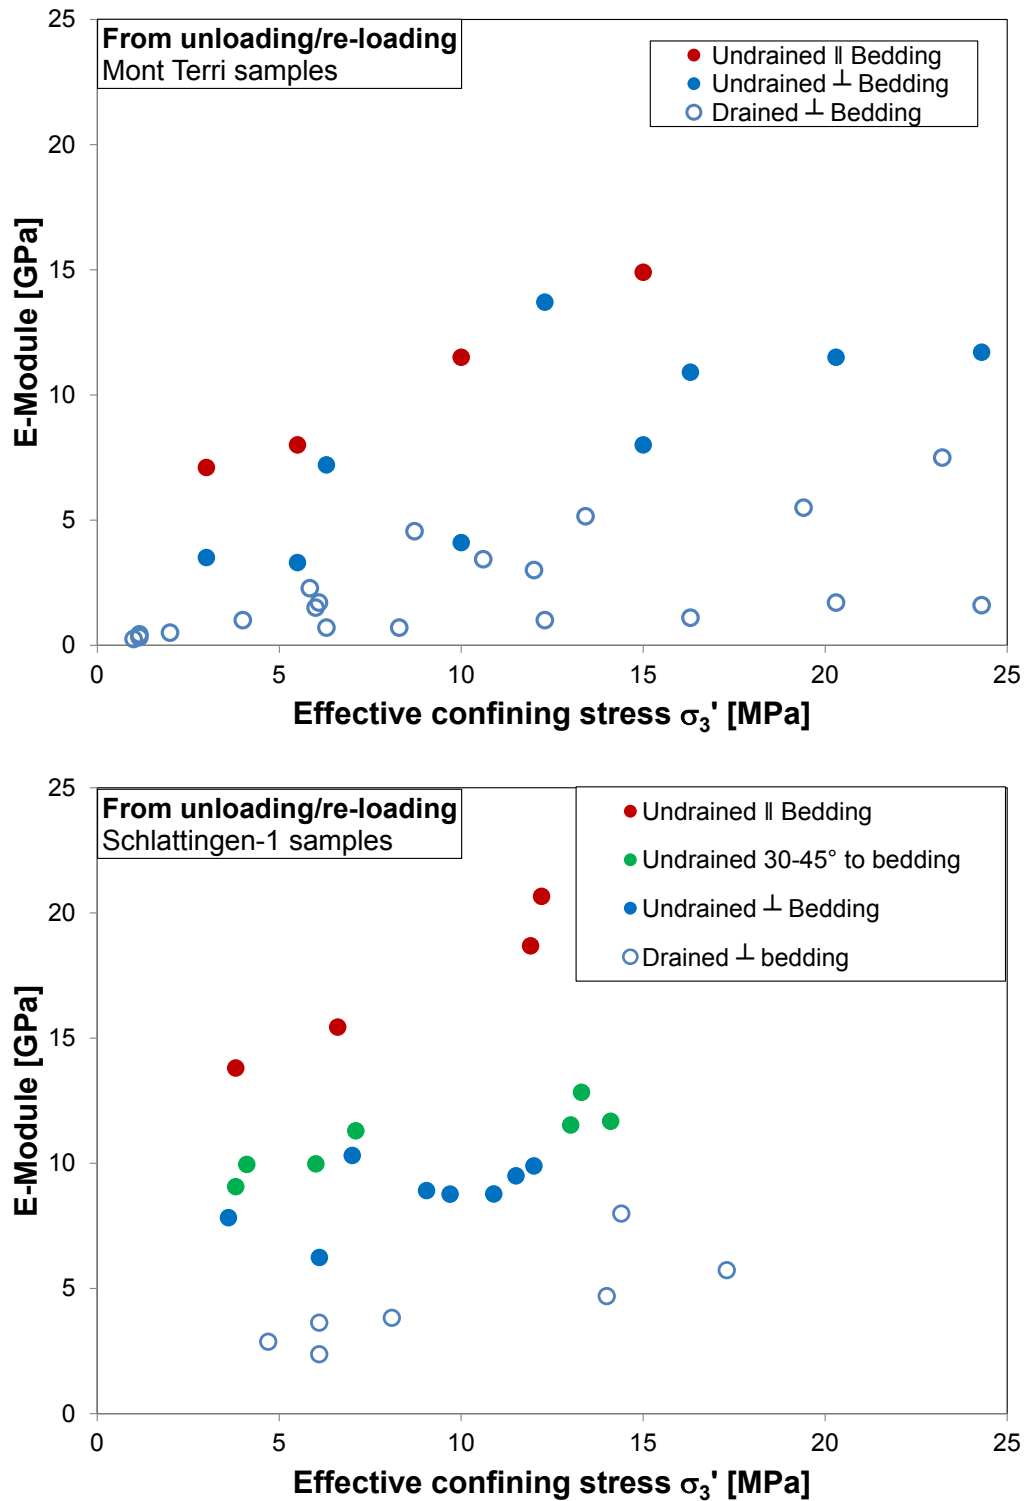 25
From unloading/re-loading
Mont Terri samples
Undrained ∥ Bedding
Undrained ⊥ Bedding
Drained ⊥ Bedding
20
15
10
5
0
E-Module [GPa]
0 5 10 15 20 25
Effective confining stress σ₃' [MPa]
25
From unloading/re-loading
Schlattingen-1 samples
Undrained ∥ Bedding
Undrained 30-45° to bedding
Undrained ⊥ Bedding
Drained ⊥ bedding
20
15
10
5
0
E-Module [GPa]
0 5 10 15 20 25
Effective confining stress σ₃' [MPa]